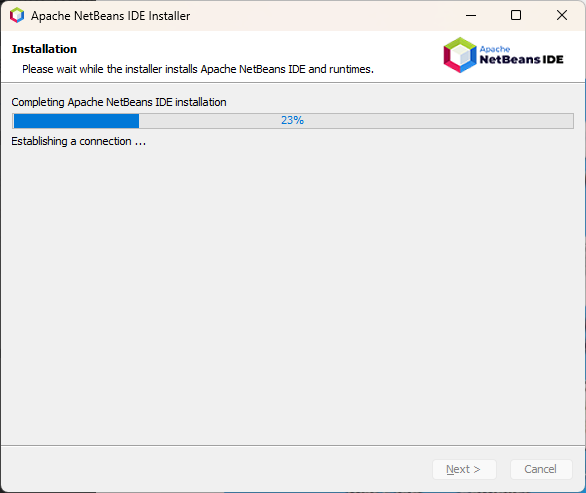 Apache NetBeans IDE Installer
Installation
Please wait while the installer installs Apache NetBeans IDE and runtimes.
Apache
NetBeans IDE
Completing Apache NetBeans IDE installation
23%
Establishing a connection ...
Next >
Cancel